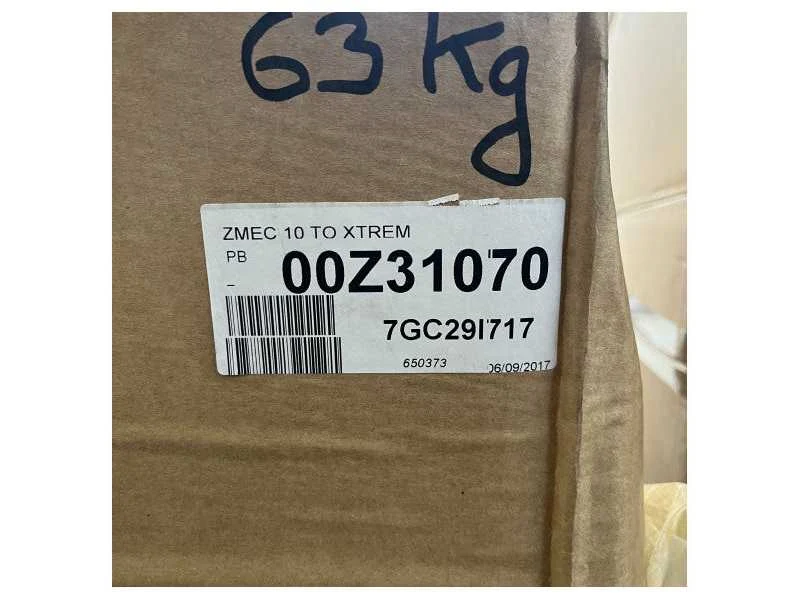 63 Kg
ZMEC 10 TO XTREM
PB
00Z31070
-
7GC29I717
650373
06/09/2017